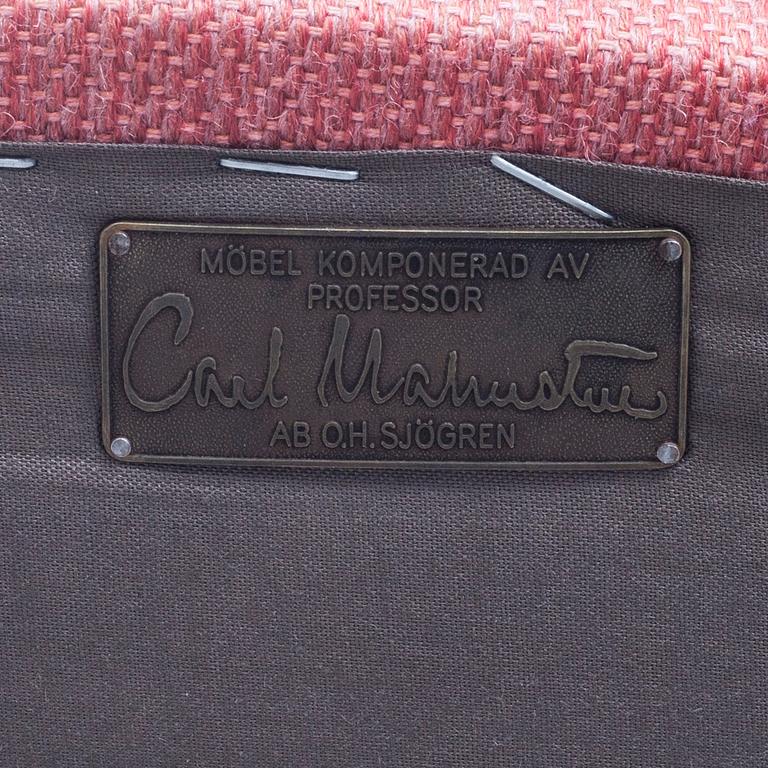 MÖBEL KOMPONERAD AV
PROFESSOR
Carl Malmsten
AB O.H. SJÖGREN